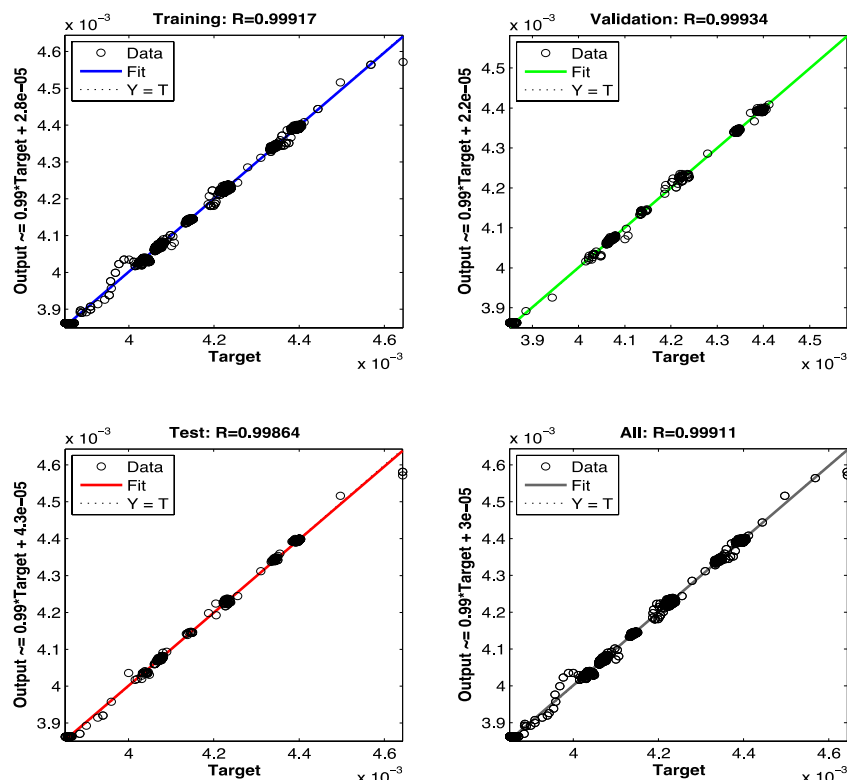 Training: R=0.99917
x 10⁻³
Output ~= 0.99*Target + 2.8e-05
4.6
4.5
4.4
4.3
4.2
4.1
4
3.9
Data
Fit
Y = T
4
4.2
4.4
4.6
Target
x 10⁻³
Validation: R=0.99934
x 10⁻³
Output ~= 0.99*Target + 2.2e-05
4.5
4.4
4.3
4.2
4.1
4
3.9
Data
Fit
Y = T
3.9
4
4.1
4.2
4.3
4.4
4.5
Target
x 10⁻³
Test: R=0.99864
x 10⁻³
Output ~= 0.99*Target + 4.3e-05
4.6
4.5
4.4
4.3
4.2
4.1
4
3.9
Data
Fit
Y = T
4
4.2
4.4
4.6
Target
x 10⁻³
All: R=0.99911
x 10⁻³
Output ~= 0.99*Target + 3e-05
4.6
4.5
4.4
4.3
4.2
4.1
4
3.9
Data
Fit
Y = T
4
4.2
4.4
4.6
Target
x 10⁻³